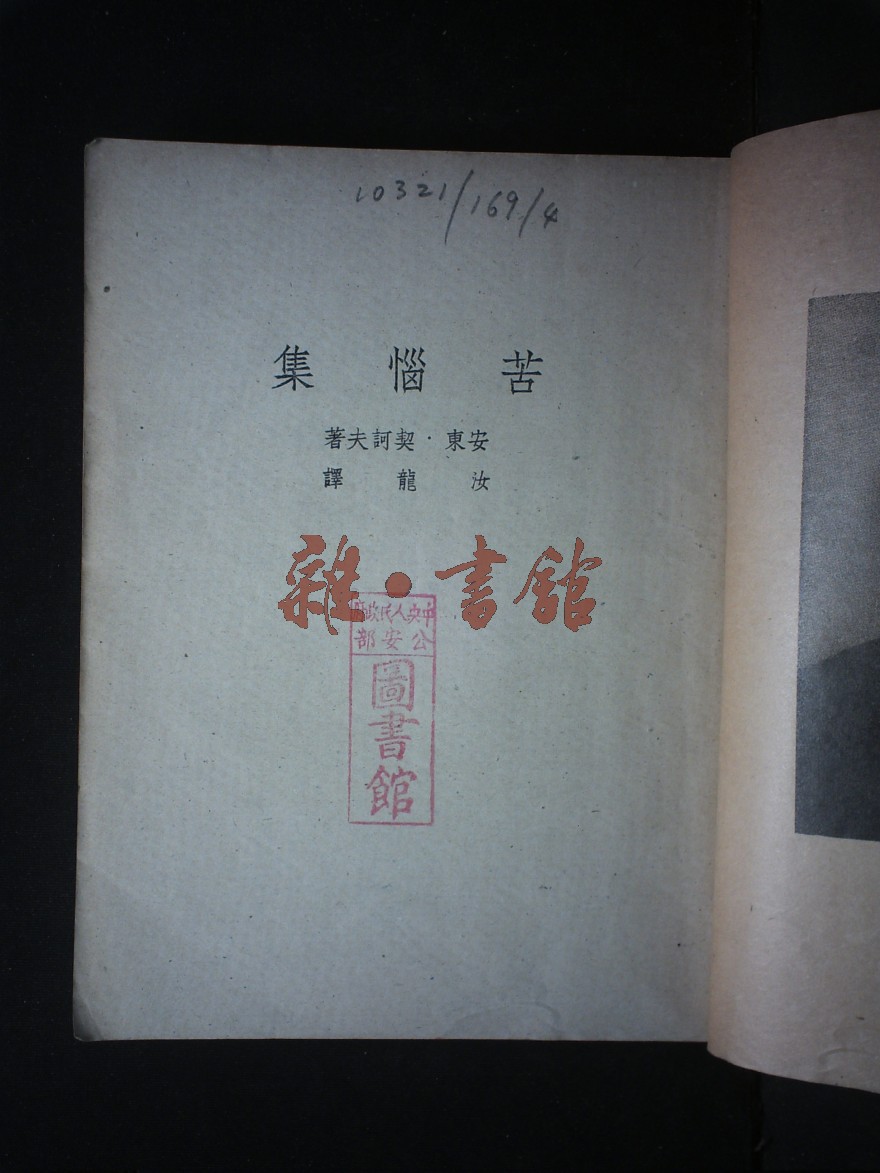 10321/169/4
苦惱集
安東·契訶夫著
汝龍譯
雜●書館
中央人民政府
公安部
圖書館